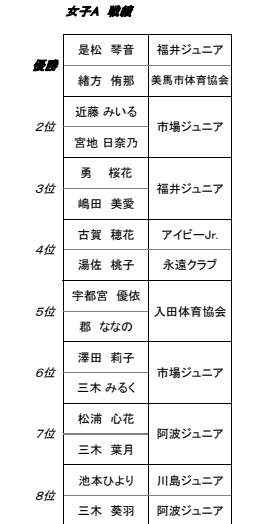 女子A 戦績
優勝
是松 琴音 福井ジュニア
緒方 侑那 美馬市体育協会
2位
近藤 みいる 市場ジュニア
宮地 日奈乃
3位
勇 桜花 福井ジュニア
嶋田 美愛
4位
古賀 穂花 アイビーJr.
湯佐 桃子 永遠クラブ
5位
宇都宮 優依 入田体育協会
郡 ななの
6位
澤田 莉子 市場ジュニア
三木 みるく
7位
松浦 心花 阿波ジュニア
三木 葉月
8位
池本ひより 川島ジュニア
三木 葵羽 阿波ジュニア